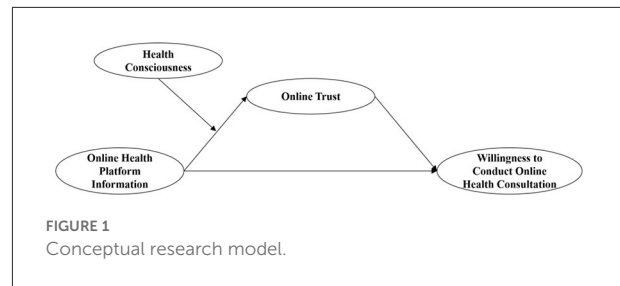 Health
Consciousness
Online Trust
Online Health
Platform
Information
Willingness to
Conduct Online
Health Consultation
FIGURE 1
Conceptual research model.